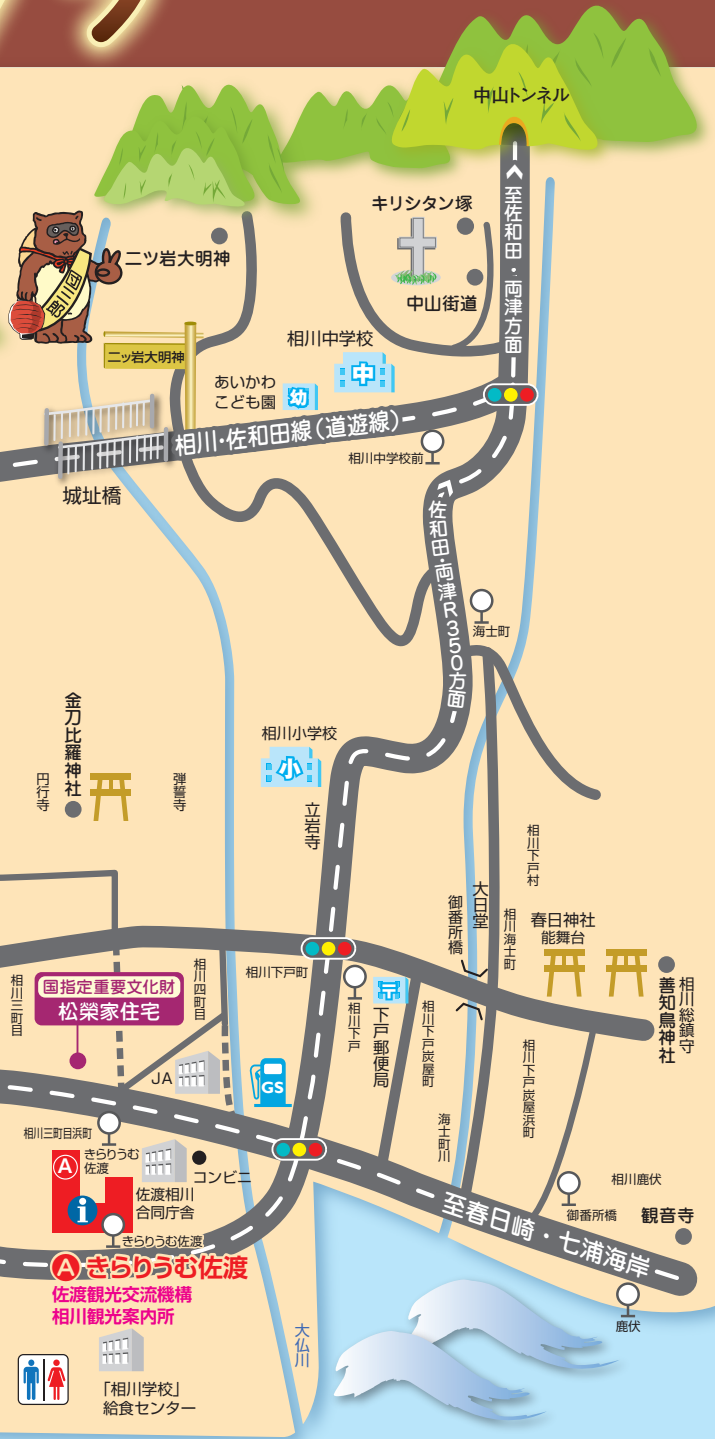 中山トンネル
至佐和田・両津方面
キリシタン塚
中山街道
二ツ岩大明神
第三団
二ッ岩大明神
相川中学校
中
あいかわ
こども園
幼
相川・佐和田線(道遊線)
相川中学校前
城址橋
佐和田・両津R350方面
海士町
金刀比羅神社
円行寺
弾誓寺
相川小学校
小
立岩寺
相川下戸村
大日堂
御番所橋
相川海士町
春日神社
能舞台
相川総鎮守
善知鳥神社
相川三町目
国指定重要文化財
松榮家住宅
相川四町目
相川下戸町
相川下戸
下戸郵便局
相川下戸炭屋町
相川下戸炭屋浜町
JA
GS
海士町川
相川三町目浜町
A
きらりうむ
佐渡
i
コンビニ
佐渡相川
合同庁舎
きらりうむ佐渡
相川鹿伏
御番所橋
観音寺
至春日崎・七浦海岸
鹿伏
A きらりうむ佐渡
佐渡観光交流機構
相川観光案内所
大仏川
「相川学校」
給食センター